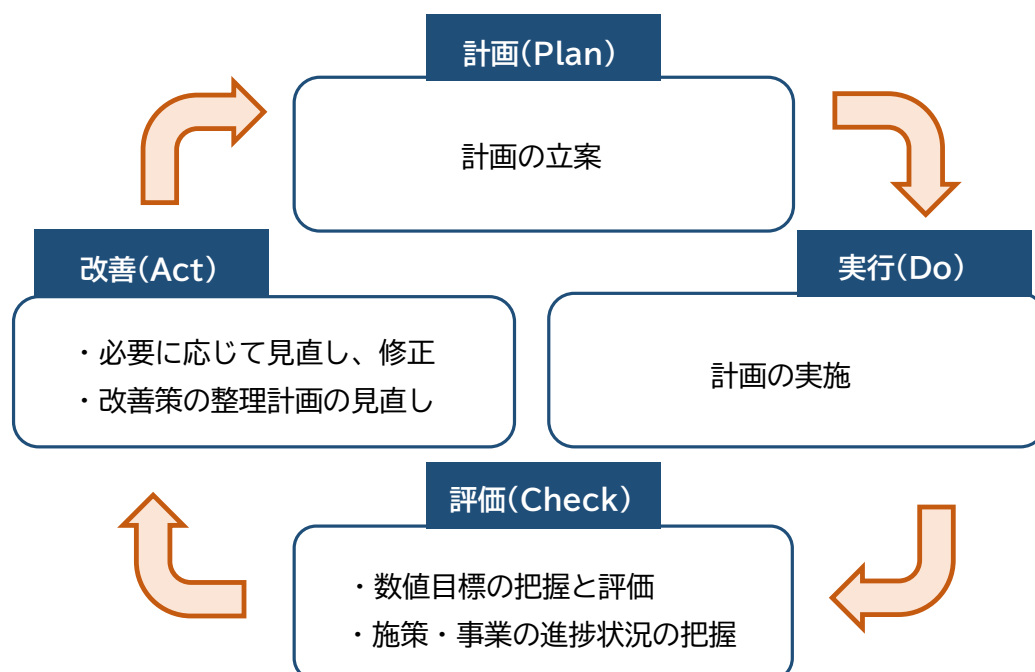 計画(Plan)
計画の立案
実行(Do)
計画の実施
評価(Check)
・数値目標の把握と評価
・施策・事業の進捗状況の把握
改善(Act)
・必要に応じて見直し、修正
・改善策の整理計画の見直し